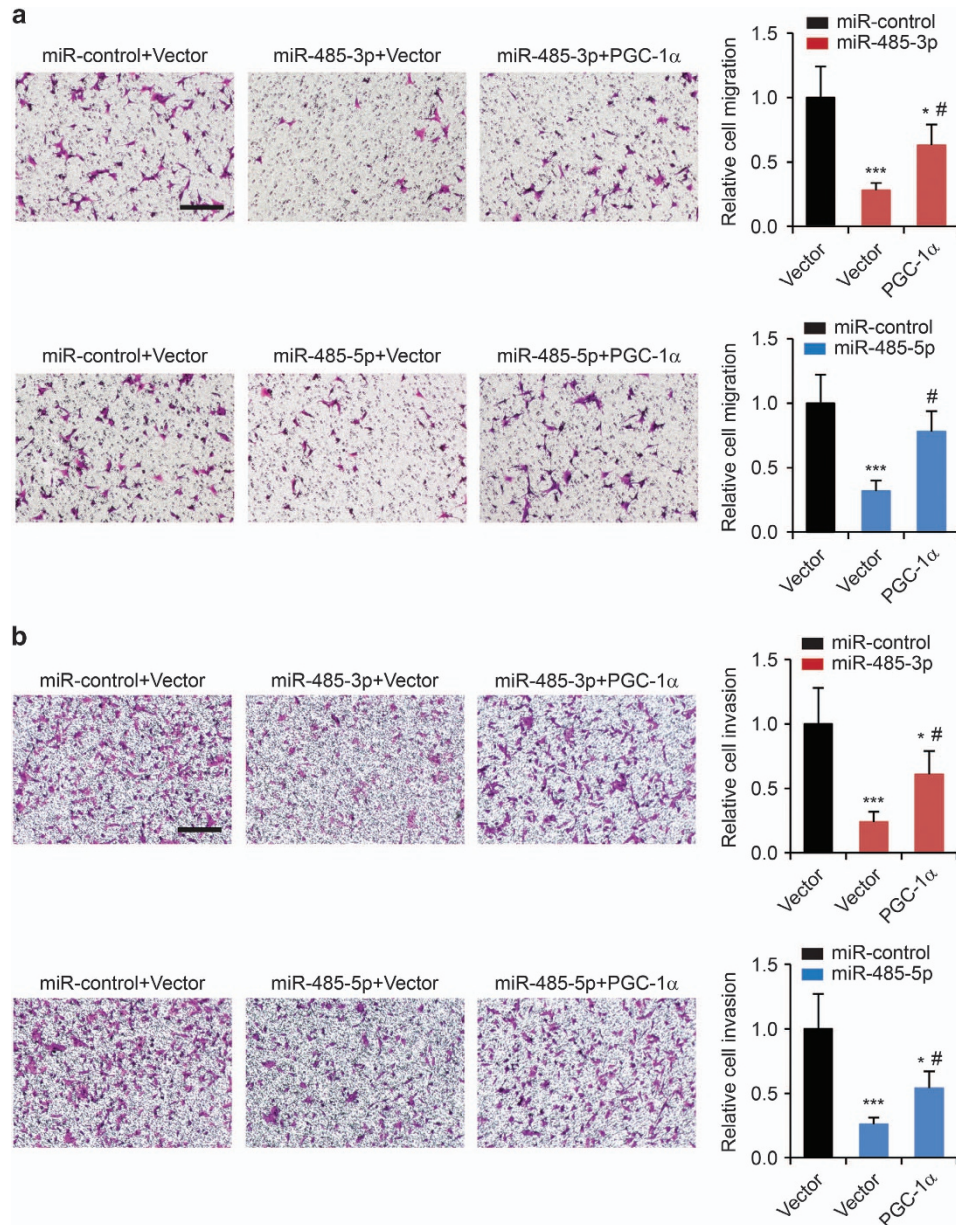 a
miR-control+Vector
miR-485-3p+Vector
miR-485-3p+PGC-1α
miR-control
miR-485-3p
Relative cell migration
1.5
1.0
0.5
0.0
***
* #
Vector
Vector
PGC-1α
miR-control+Vector
miR-485-5p+Vector
miR-485-5p+PGC-1α
miR-control
miR-485-5p
Relative cell migration
1.5
1.0
0.5
0.0
***
#
Vector
Vector
PGC-1α
b
miR-control+Vector
miR-485-3p+Vector
miR-485-3p+PGC-1α
miR-control
miR-485-3p
Relative cell invasion
1.5
1.0
0.5
0.0
***
* #
Vector
Vector
PGC-1α
miR-control+Vector
miR-485-5p+Vector
miR-485-5p+PGC-1α
miR-control
miR-485-5p
Relative cell invasion
1.5
1.0
0.5
0.0
***
* #
Vector
Vector
PGC-1α